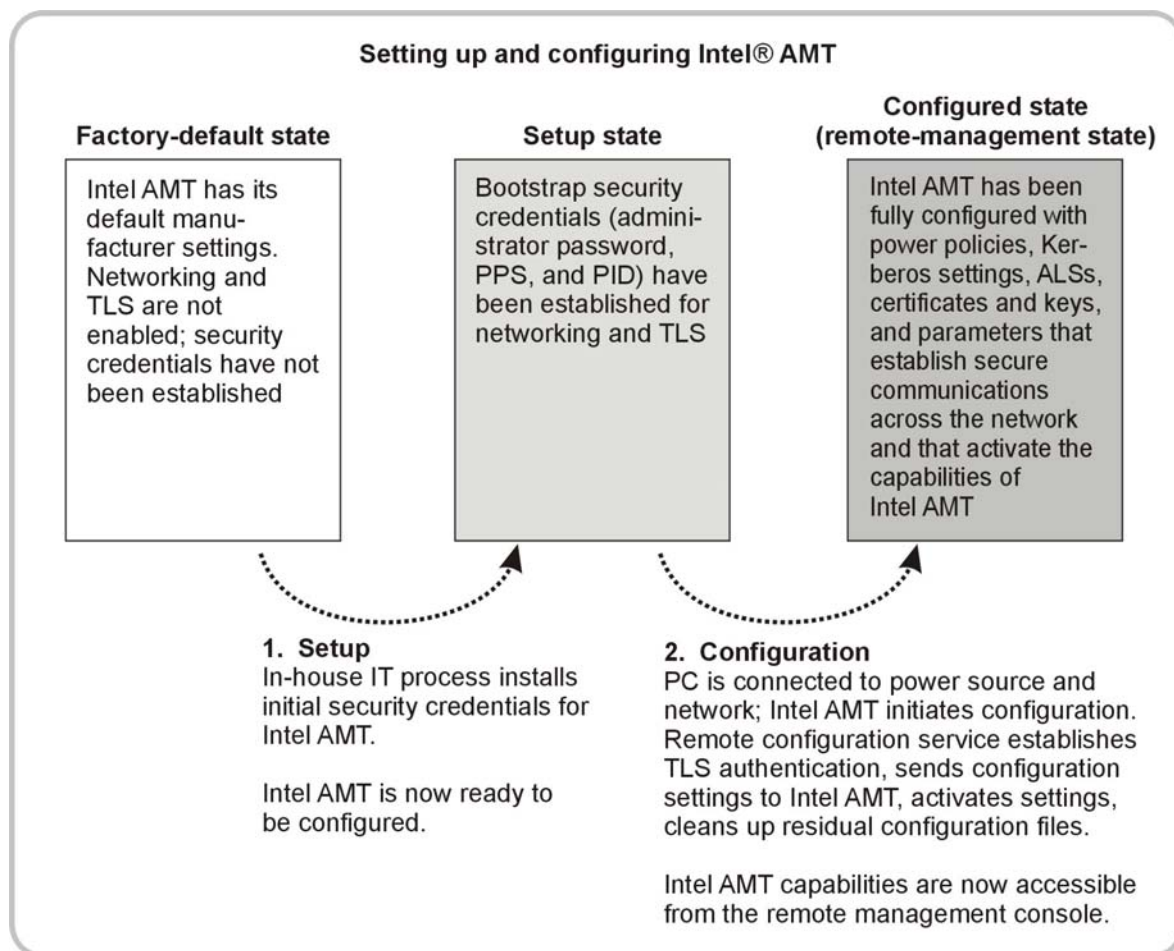 Setting up and configuring Intel® AMT
Factory-default state
Intel AMT has its
default manu-
facturer settings.
Networking and
TLS are not
enabled; security
credentials have not
been established
Setup state
Bootstrap security
credentials (admini-
strator password,
PPS, and PID) have
been established for
networking and TLS
Configured state
(remote-management state)
Intel AMT has been
fully configured with
power policies, Ker-
beros settings, ALSs,
certificates and keys,
and parameters that
establish secure
communications
across the network
and that activate the
capabilities of
Intel AMT
1. Setup
In-house IT process installs
initial security credentials for
Intel AMT.
Intel AMT is now ready to
be configured.
2. Configuration
PC is connected to power source and
network; Intel AMT initiates configuration.
Remote configuration service establishes
TLS authentication, sends configuration
settings to Intel AMT, activates settings,
cleans up residual configuration files.
Intel AMT capabilities are now accessible
from the remote management console.